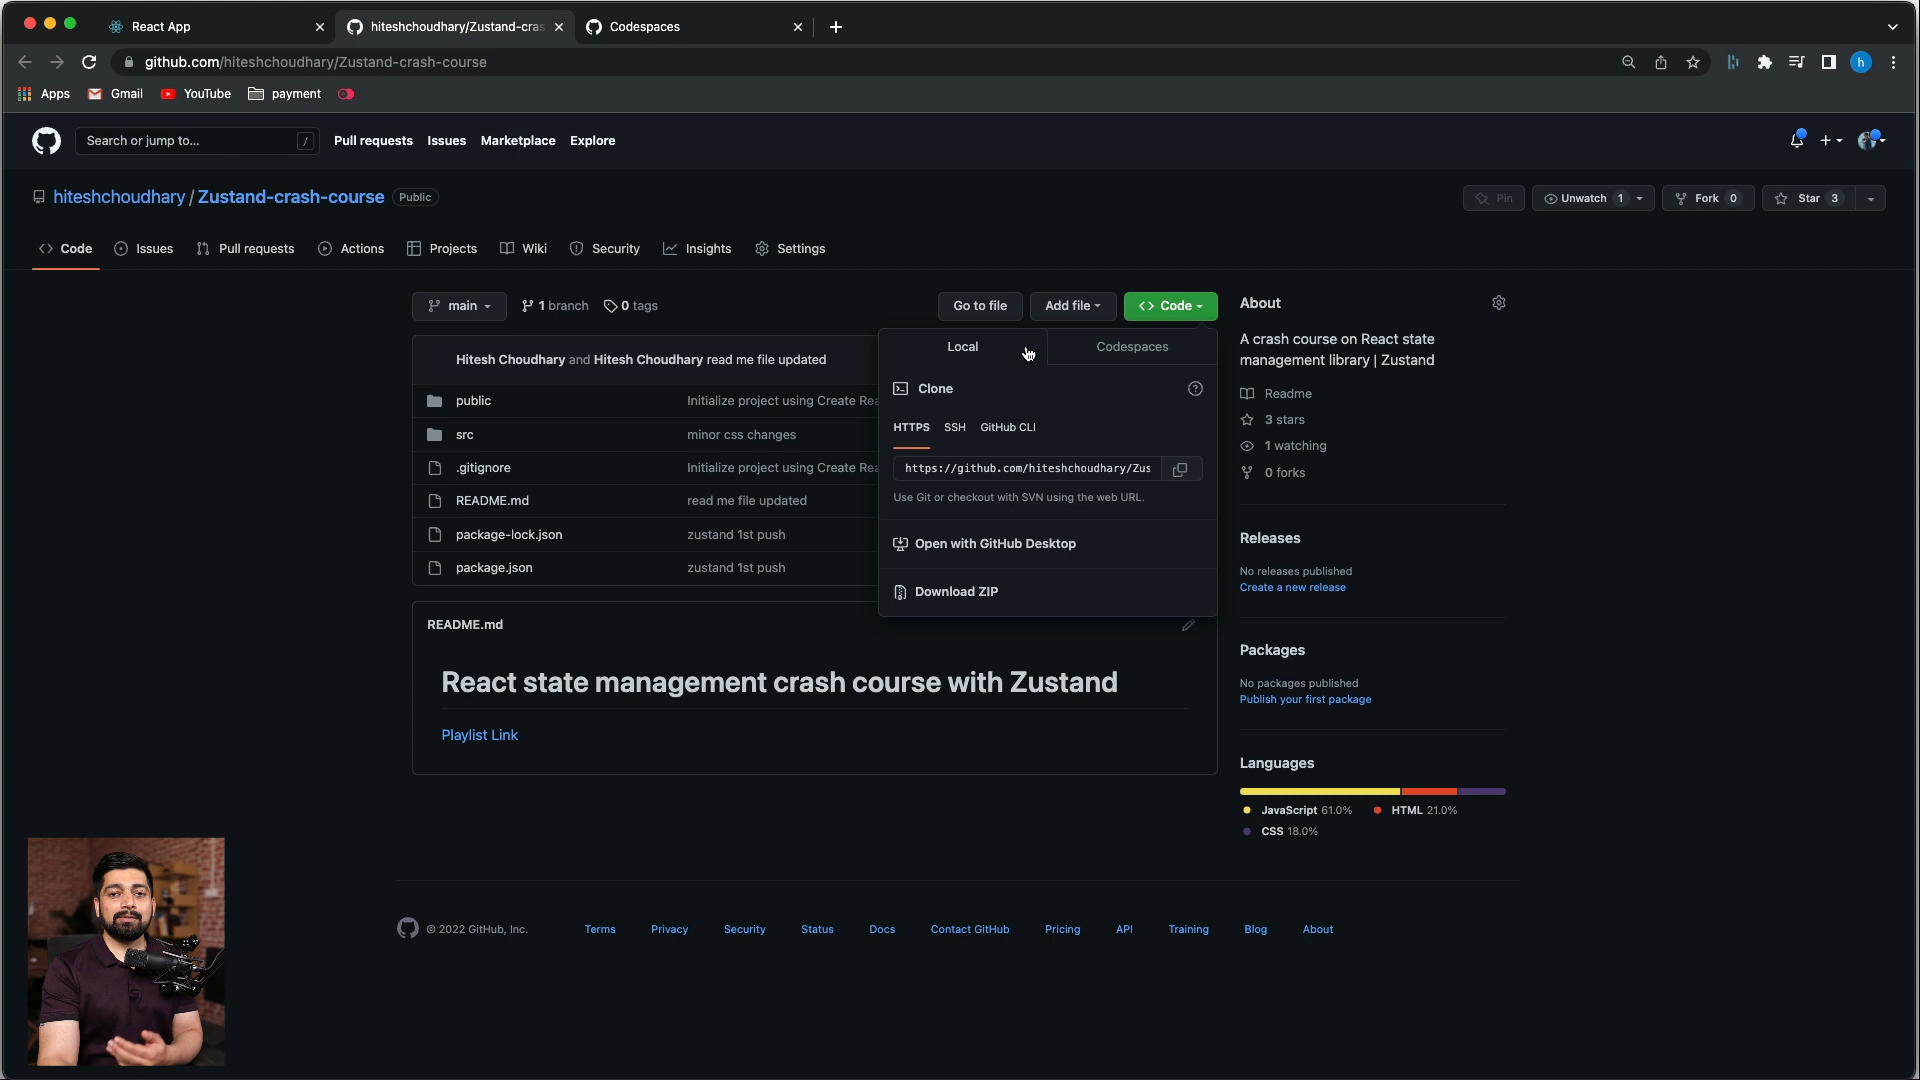 React App
hiteshchoudhary/Zustand-cras
Codespaces
github.com/hiteshchoudhary/Zustand-crash-course
h
Apps
Gmail
YouTube
payment
Search or jump to...
/
Pull requests
Issues
Marketplace
Explore
hiteshchoudhary / Zustand-crash-course
Public
Pin
Unwatch 1
Fork 0
Star 3
Code
Issues
Pull requests
Actions
Projects
Wiki
Security
Insights
Settings
main
1 branch
0 tags
Go to file
Add file
Code
Hitesh Choudhary and Hitesh Choudhary read me file updated
public
Initialize project using Create Rea
src
minor css changes
.gitignore
Initialize project using Create Rea
README.md
read me file updated
package-lock.json
zustand 1st push
package.json
zustand 1st push
Local
Codespaces
Clone
HTTPS
SSH
GitHub CLI
https://github.com/hiteshchoudhary/Zus
Use Git or checkout with SVN using the web URL.
Open with GitHub Desktop
Download ZIP
README.md
React state management crash course with Zustand
Playlist Link
About
A crash course on React state
management library | Zustand
Readme
3 stars
1 watching
0 forks
Releases
No releases published
Create a new release
Packages
No packages published
Publish your first package
Languages
JavaScript 61.0%
HTML 21.0%
CSS 18.0%
© 2022 GitHub, Inc.
Terms
Privacy
Security
Status
Docs
Contact GitHub
Pricing
API
Training
Blog
About